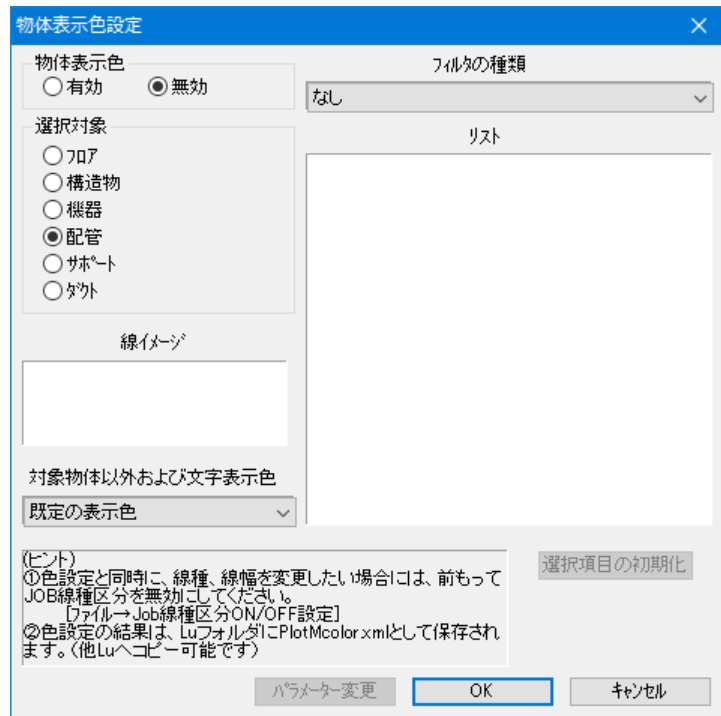 物体表示色設定
物体表示色
有効
無効
フィルタの種類
なし
選択対象
フロア
構造物
機器
配管
サポート
ダクト
リスト
線イメージ
対象物体以外および文字表示色
既定の表示色
(ヒント)
①色設定と同時に、線種、線幅を変更したい場合には、前もって
JOB線種区分を無効にしてください。
[ファイル→Job線種区分ON/OFF設定]
②色設定の結果は、LuフォルダにPlotMcolor.xmlとして保存され
ます。(他Luへコピー可能です)
選択項目の初期化
パラメーター変更
OK
キャンセル